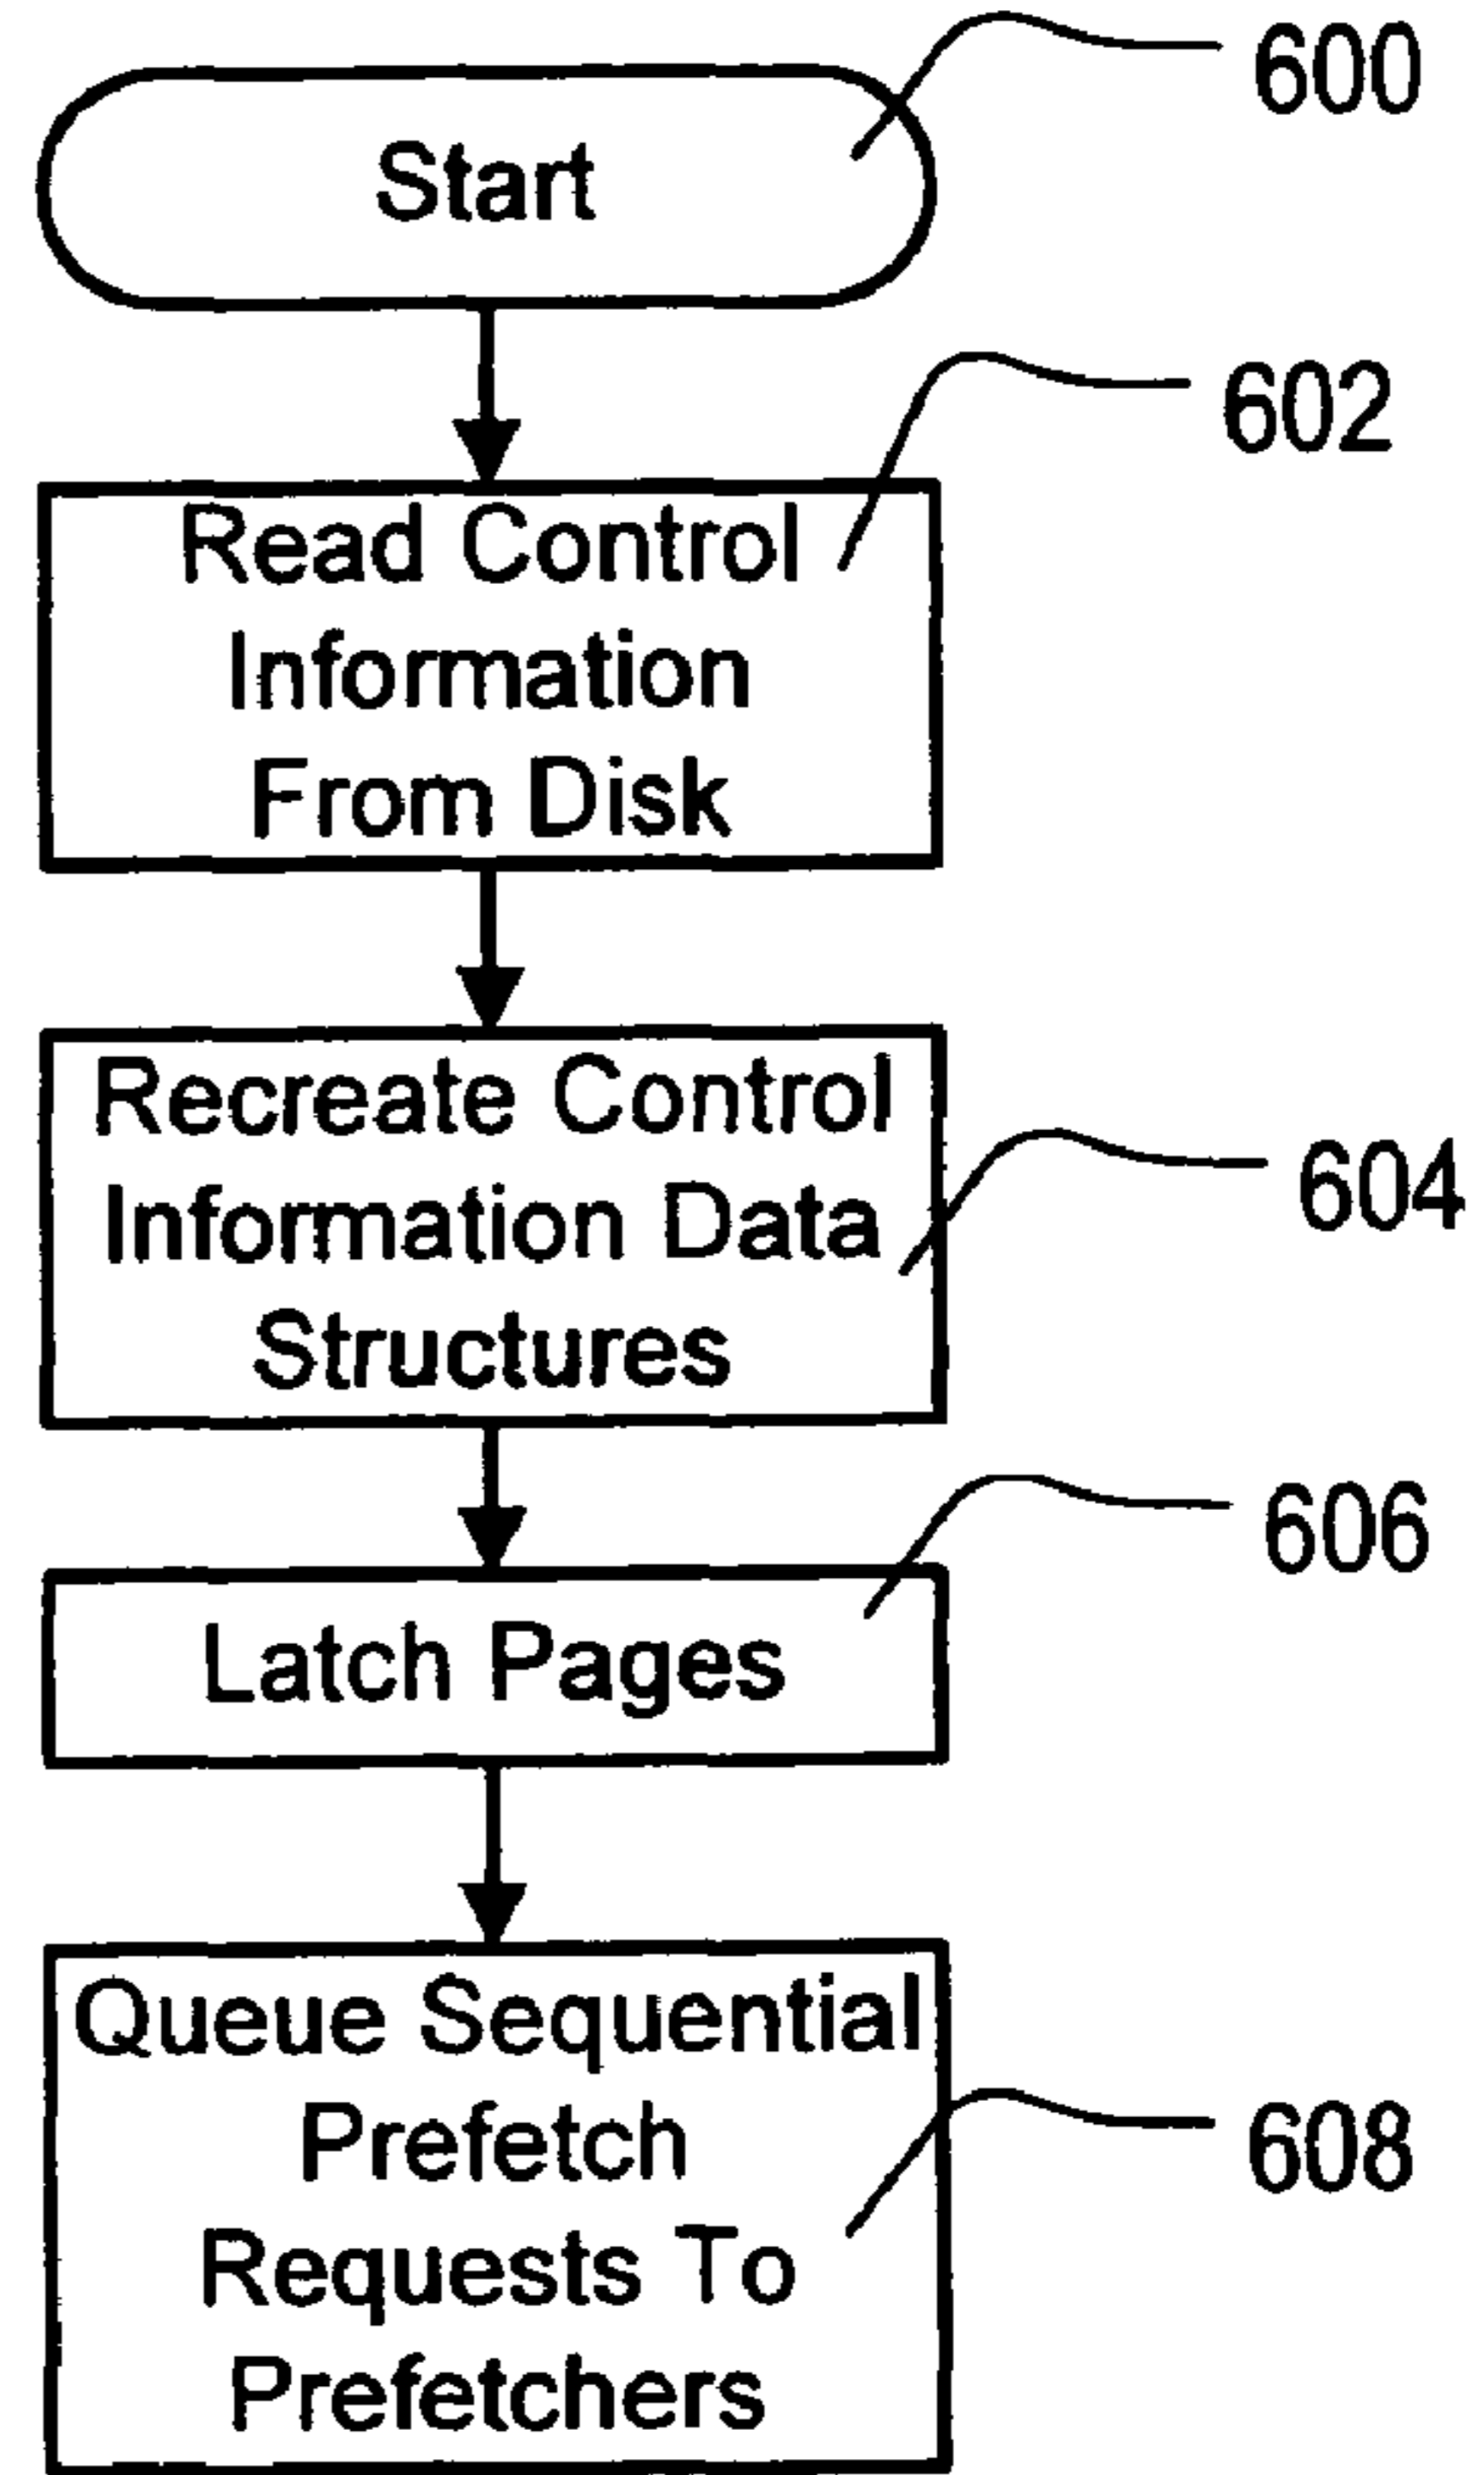 600
Start
602
Read Control
Information
From Disk
Recreate Control
Information Data
Structures
604
606
Latch Pages
Queue Sequential
Prefetch
Requests To
Prefetchers
608